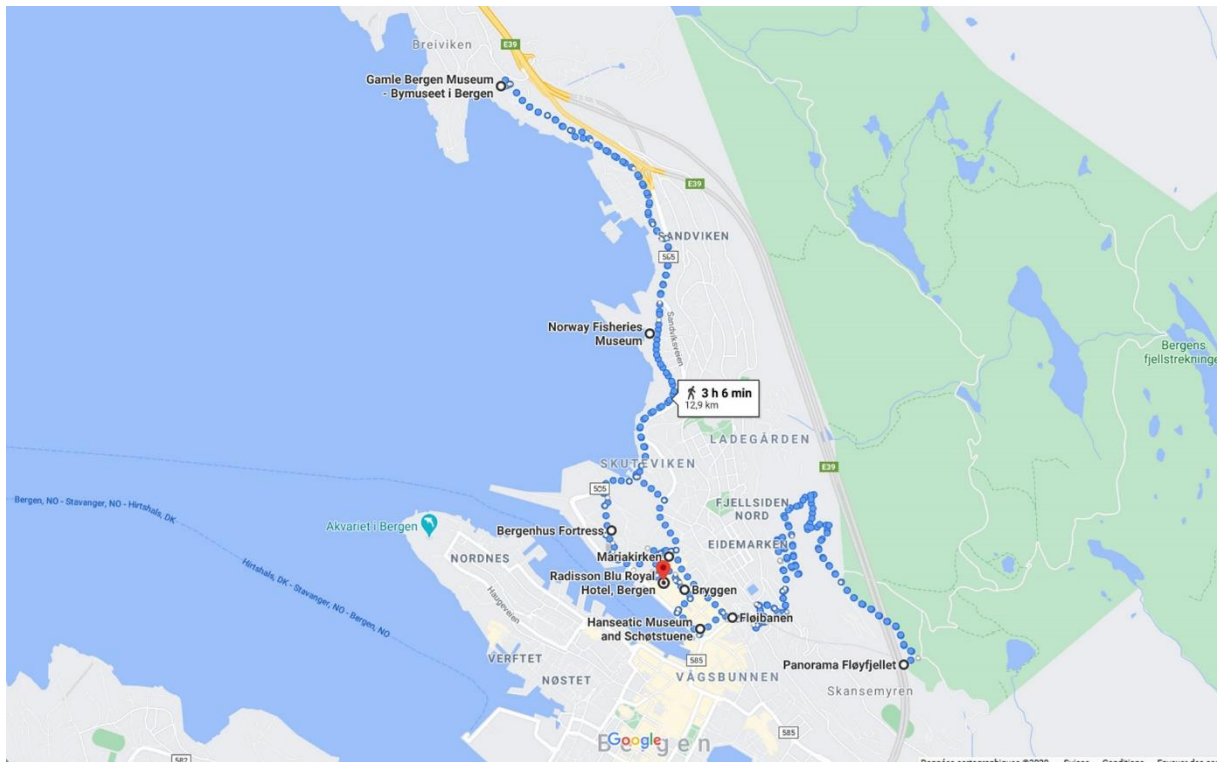 Breiviken
E39
Gamle Bergen Museum
- Bymuseet i Bergen
E39
SANDVIKEN
565
Norway Fisheries
Museum
Sandviksveien
Bergens
fjellstrekninge
3 h 6 min
12,9 km
LADEGÅRDEN
SKUTEVIKEN
E39
505
Bergen, NO - Stavanger, NO - Hirtshals, DK
FJELLSIDEN
NORD
Akvariet i Bergen
Bergenhus Fortress
NORDNES
EIDEMARKEN
Mariakirken
Hirtshals, DK - Stavanger, NO - Bergen, NO
Radisson Blu Royal
Hotel, Bergen
Bryggen
Haugeveien
Hanseatic Museum
and Schøtstuene
Fløibanen
VERFTET
585
Panorama Fløyfjellet
NØSTET
VÅGSBUNNEN
Skansemyren
585
Bergen
Google
582